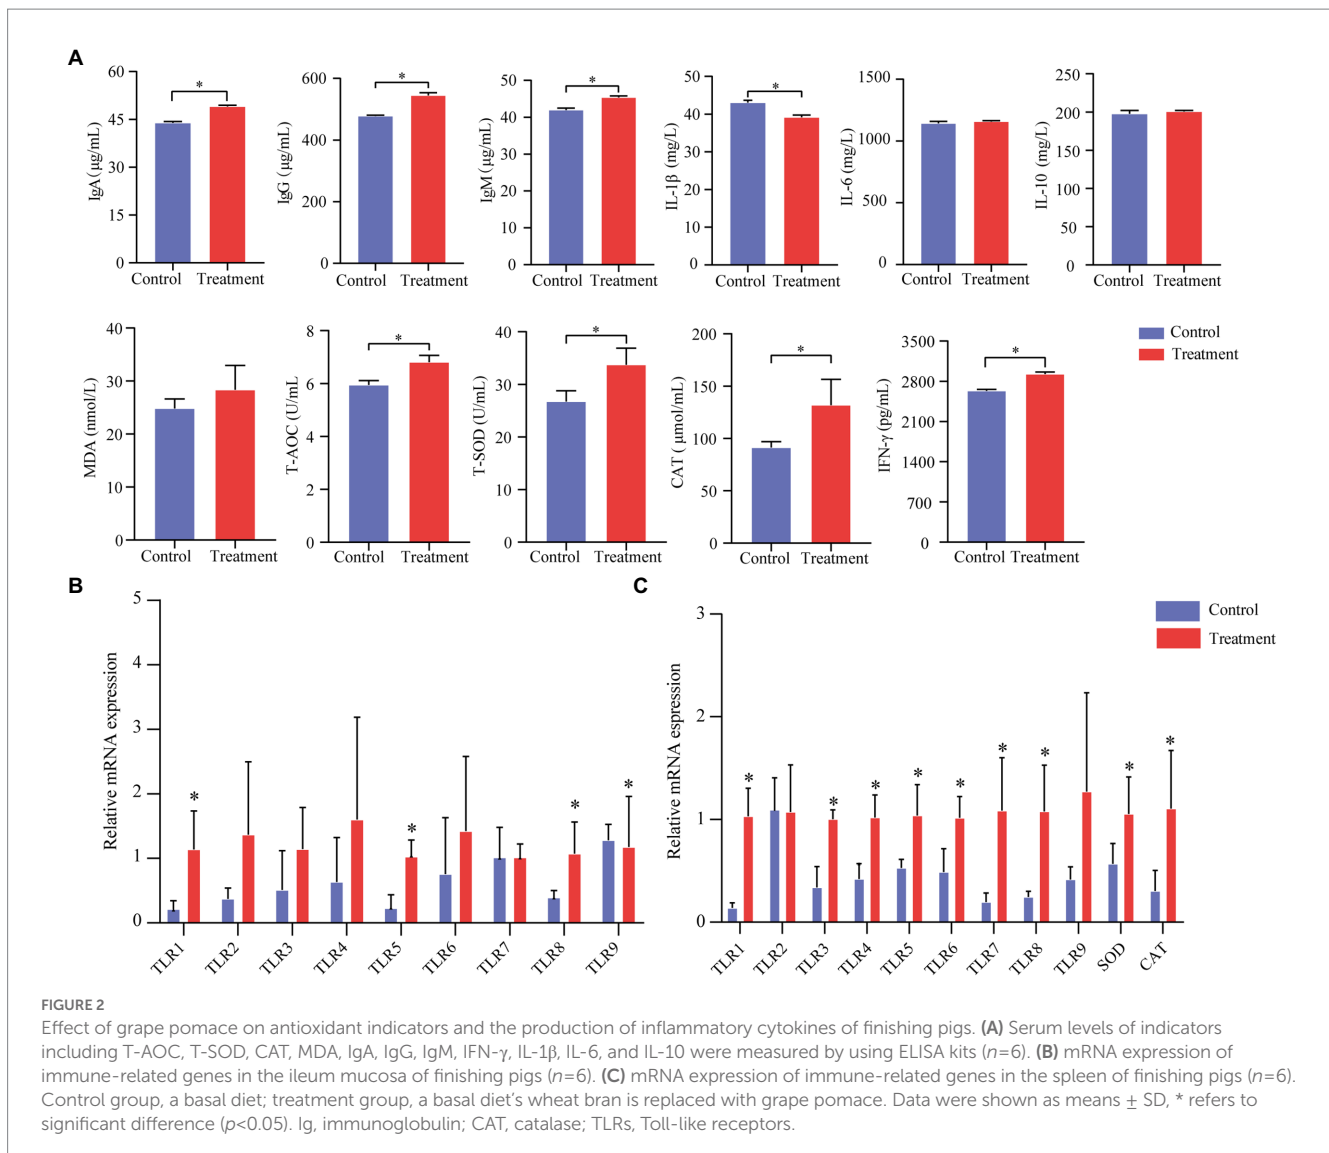 A
60
45
30
15
0
IgA(µg/mL)
*
Control Treatment
600
400
200
0
IgG (µg/mL)
*
Control Treatment
50
40
30
20
10
0
IgM (µg/mL)
*
Control Treatment
50
40
30
40
10
0
IL-1β (mg/L)
*
Control Treatment
1500
1000
500
0
IL-6 (mg/L)
Control Treatment
250
200
150
100
50
0
IL-10 (mg/L)
Control Treatment
40
30
20
10
0
MDA (nmol/L)
Control Treatment
8
6
4
2
0
T-AOC (U/mL
*
Control Treatment
40
30
20
10
0
T-SOD (U/mL)
*
Control Treatment
200
150
100
50
0
CAT ( µmol/mL)
*
Control Treatment
3500
2800
2100
1400
700
0
IFN-γ (pg/mL)
*
Control Treatment
Control
Treatment
B
5
4
3
2
1
0
Relative mRNA expression
* * * *
TLR1 TLR2 TLR3 TLR4 TLR5 TLR6 TLR7 TLR8 TLR9
C
3
2
1
0
Relative mRNA espression
* * * * * * * * *
TLR1 TLR2 TLR3 TLR4 TLR5 TLR6 TLR7 TLR8 TLR9 SOD CAT
Control
Treatment
FIGURE 2
Effect of grape pomace on antioxidant indicators and the production of inflammatory cytokines of finishing pigs. (A) Serum levels of indicators
including T-AOC, T-SOD, CAT, MDA, IgA, IgG, IgM, IFN-γ, IL-1β, IL-6, and IL-10 were measured by using ELISA kits (n=6). (B) mRNA expression of
immune-related genes in the ileum mucosa of finishing pigs (n=6). (C) mRNA expression of immune-related genes in the spleen of finishing pigs (n=6).
Control group, a basal diet; treatment group, a basal diet's wheat bran is replaced with grape pomace. Data were shown as means ± SD, * refers to
significant difference (p<0.05). Ig, immunoglobulin; CAT, catalase; TLRs, Toll-like receptors.